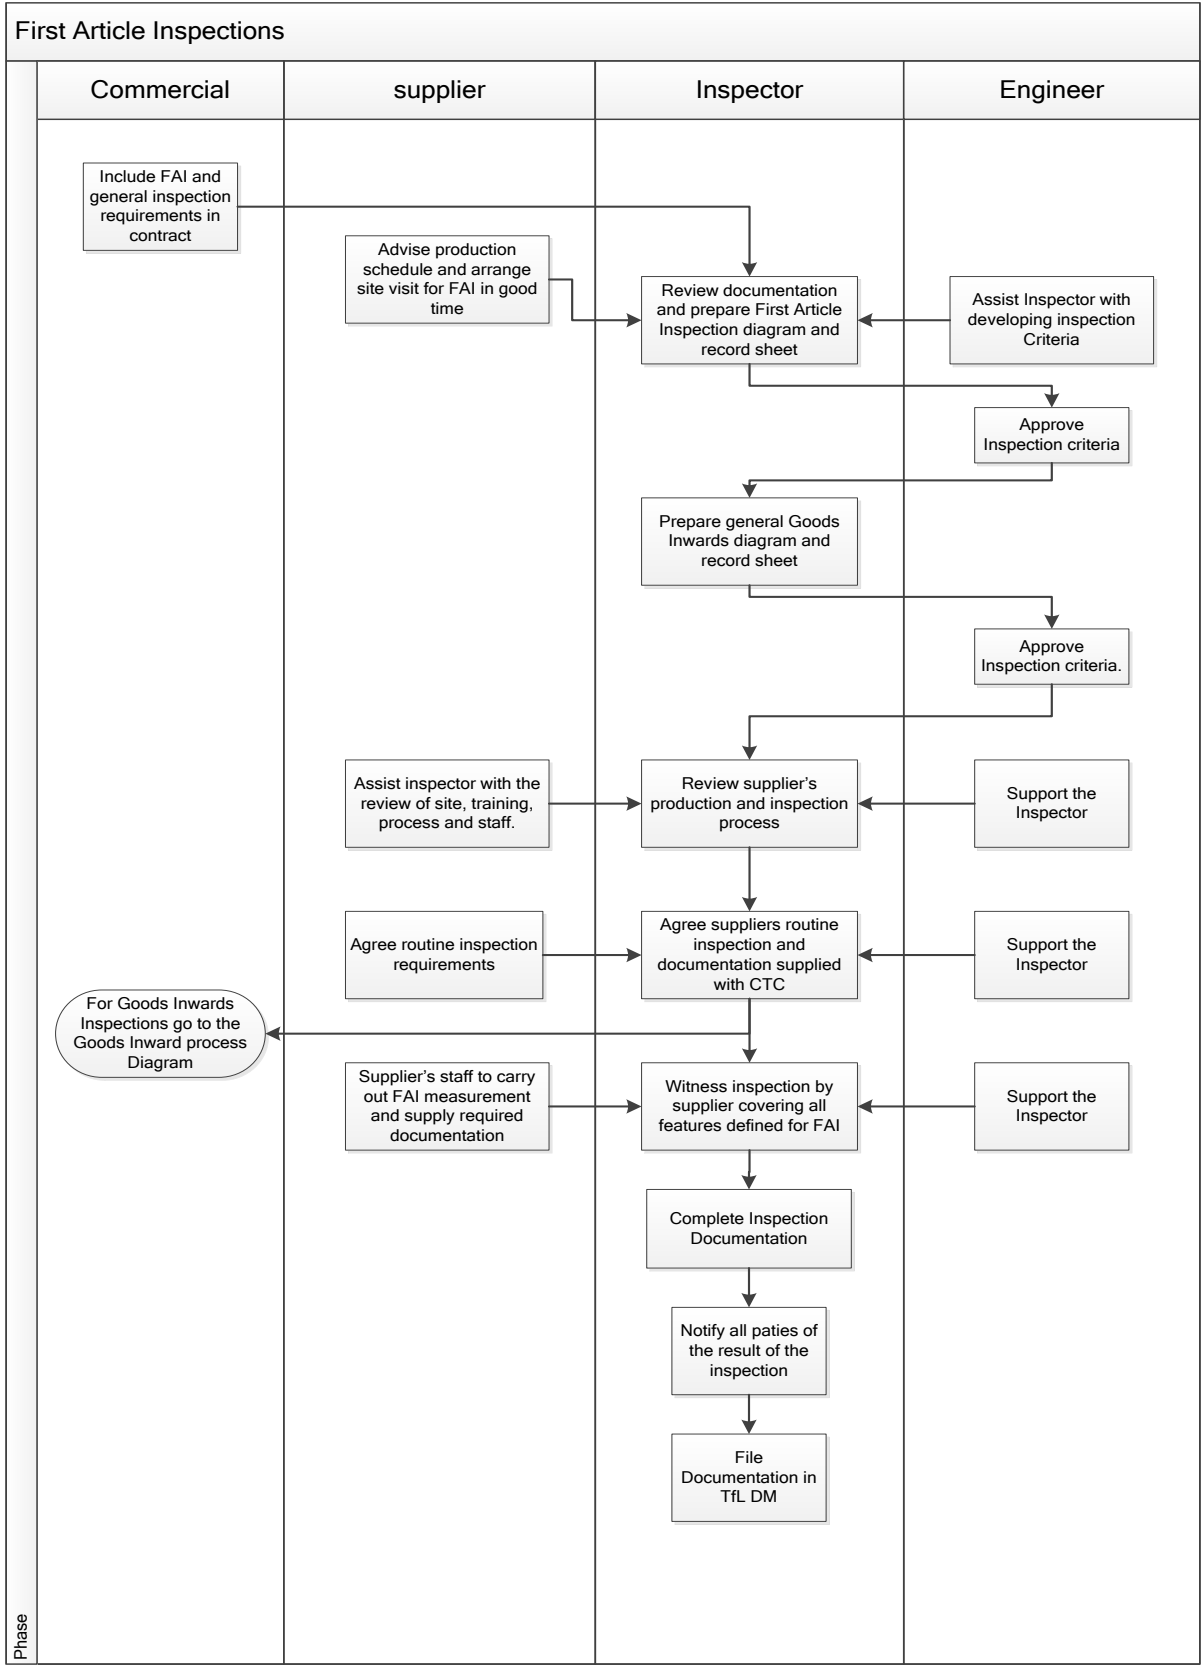 First Article Inspections
Commercial
supplier
Inspector
Engineer
Include FAI and
general inspection
requirements in
contract
Advise production
schedule and arrange
site visit for FAI in good
time
Review documentation
and prepare First Article
Inspection diagram and
record sheet
Assist Inspector with
developing inspection
Criteria
Approve
Inspection criteria
Prepare general Goods
Inwards diagram and
record sheet
Approve
Inspection criteria.
Assist inspector with the
review of site, training,
process and staff.
Review supplier's
production and inspection
process
Support the
Inspector
Agree routine inspection
requirements
Agree suppliers routine
inspection and
documentation supplied
with CTC
Support the
Inspector
For Goods Inwards
Inspections go to the
Goods Inward process
Diagram
Supplier's staff to carry
out FAI measurement
and supply required
documentation
Witness inspection by
supplier covering all
features defined for FAI
Support the
Inspector
Complete Inspection
Documentation
Notify all paties of
the result of the
inspection
File
Documentation in
TfL DM
Phase